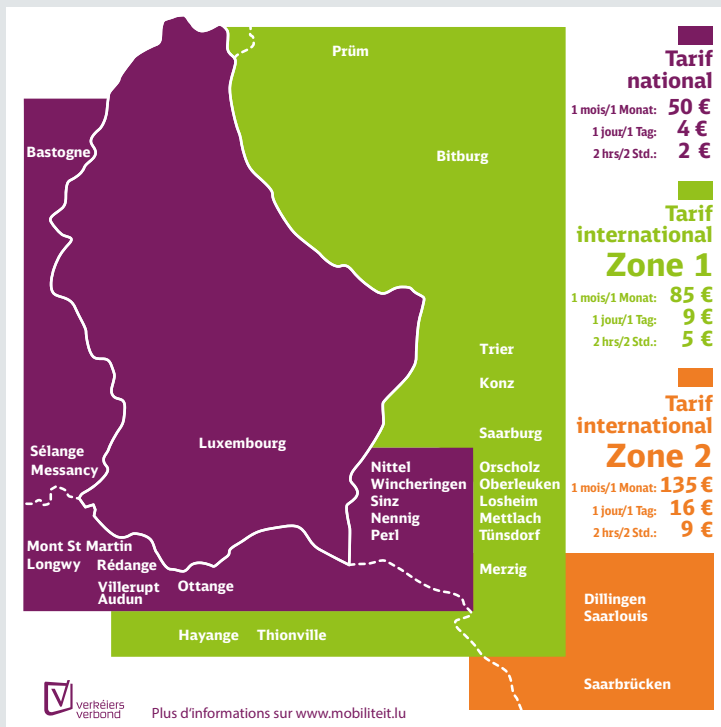 Prüm
Bastogne
Bitburg
Trier
Konz
Saarburg
Luxembourg
Sélange
Messancy
Nittel
Wincheringen
Sinz
Nennig
Perl
Orscholz
Oberleuken
Losheim
Mettlach
Tünsdorf
Merzig
Mont St Martin
Longwy Rédange
Villerupt Ottange
Audun
Hayange Thionville
Dillingen
Saarlouis
Saarbrücken
Tarif
national
1 mois/1 Monat: 50 €
1 jour/1 Tag: 4 €
2 hrs/2 Std.: 2 €
Tarif
international
Zone 1
1 mois/1 Monat: 85 €
1 jour/1 Tag: 9 €
2 hrs/2 Std.: 5 €
Tarif
international
Zone 2
1 mois/1 Monat: 135 €
1 jour/1 Tag: 16 €
2 hrs/2 Std.: 9 €
verkéiers
verbond
Plus d'informations sur www.mobiliteit.lu